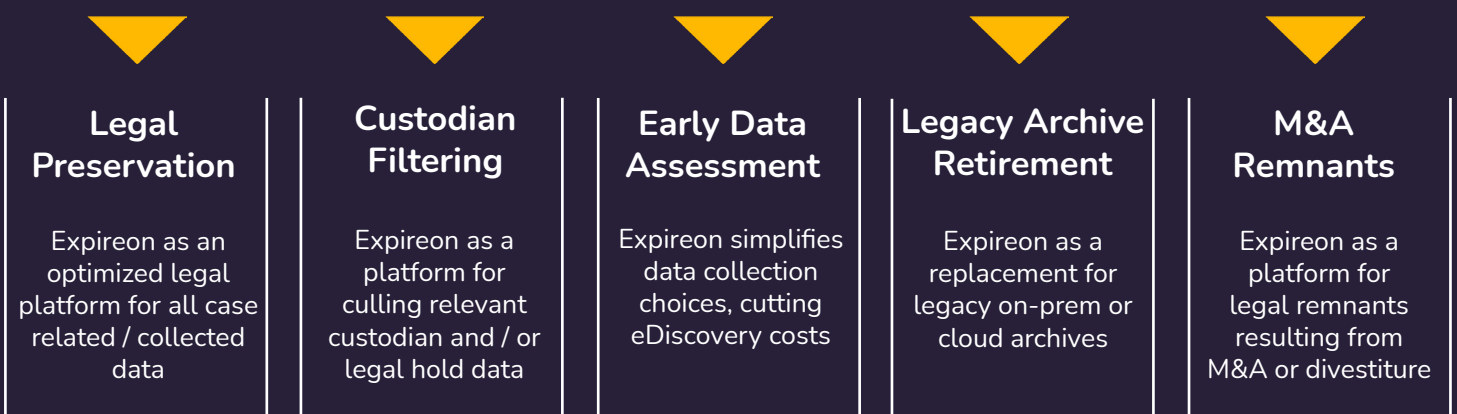 Legal
Preservation
Expireon as an
optimized legal
platform for all case
related / collected
data
Custodian
Filtering
Expireon as a
platform for
culling relevant
custodian and / or
legal hold data
Early Data
Assessment
Expireon simplifies
data collection
choices, cutting
eDiscovery costs
Legacy Archive
Retirement
Expireon as a
replacement for
legacy on-prem or
cloud archives
M&A
Remnants
Expireon as a
platform for
legal remnants
resulting from
M&A or divestiture